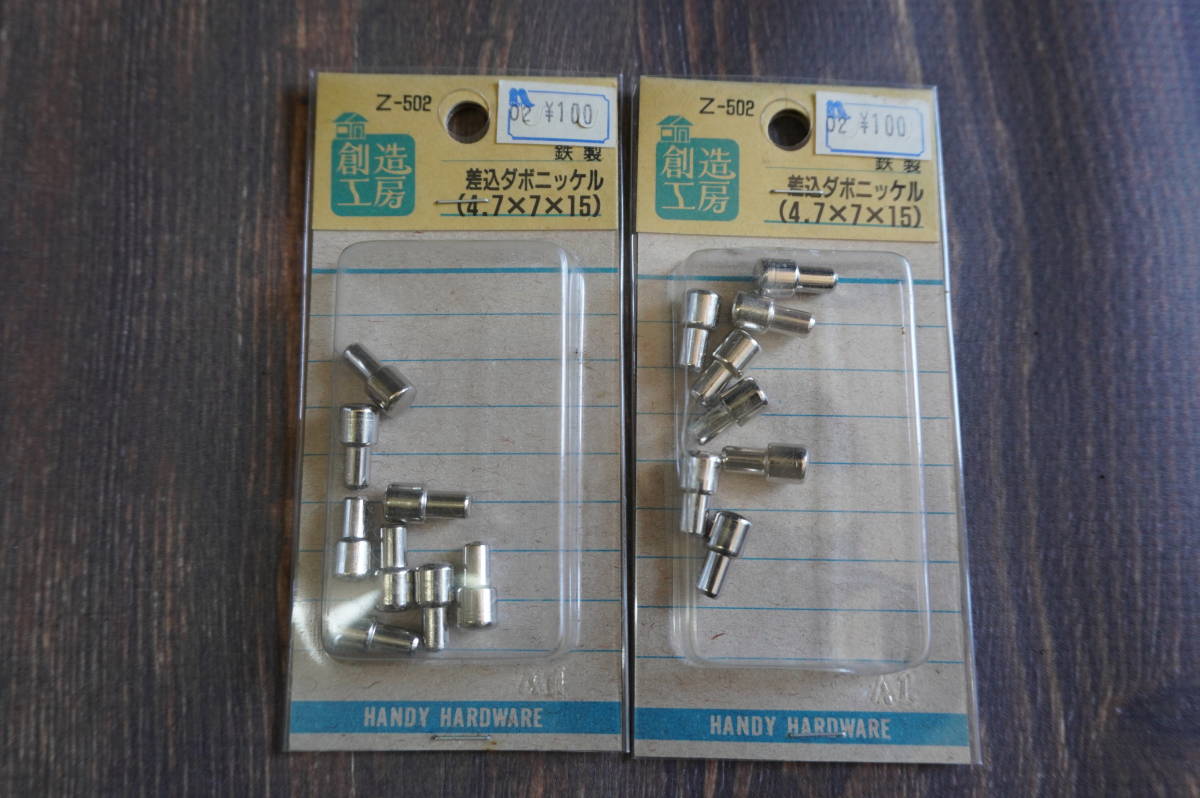 Z-502
02 ¥100
創造
工房
鉄製
差込ダボニッケル
(4.7×7×15)
HANDY HARDWARE
Z-502
02 ¥100
創造
工房
鉄製
差込ダボニッケル
(4.7×7×15)
HANDY HARDWARE